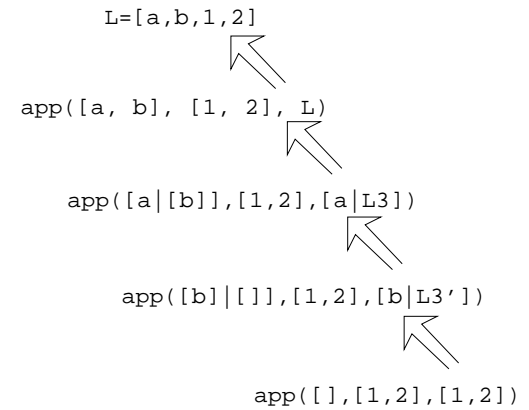 L=[a,b,1,2]
app([a, b], [1, 2], L)
app([a|[b]],[1,2],[a|L3])
app([b]|[]],[1,2],[b|L3'])
app([],[1,2],[1,2])